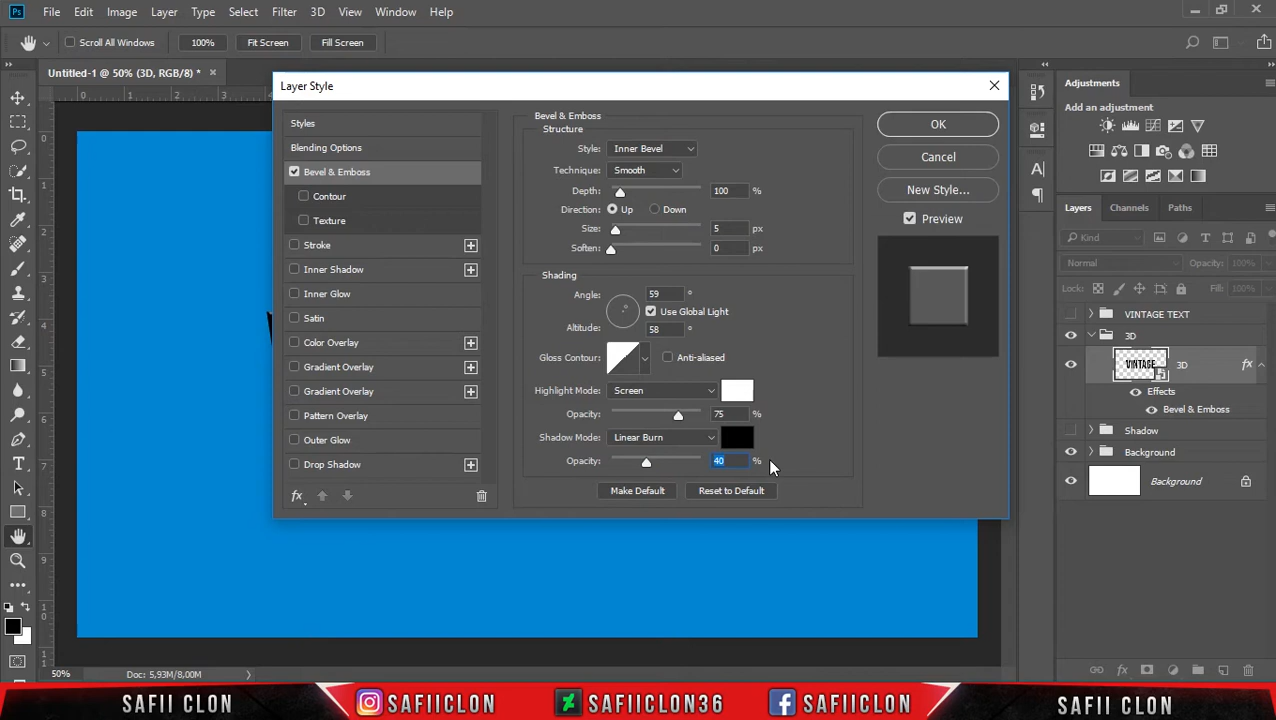 Ps File Edit Image Layer Type Select Filter 3D View Window Help
Scroll All Windows 100% Fit Screen Fill Screen
Untitled-1 @ 50% (3D, RGB/8) *
Layer Style
Styles
Blending Options
Bevel & Emboss
Contour
Texture
Stroke
Inner Shadow
Inner Glow
Satin
Color Overlay
Gradient Overlay
Gradient Overlay
Pattern Overlay
Outer Glow
Drop Shadow
fx
Bevel & Emboss
Structure
Style: Inner Bevel
Technique: Smooth
Depth: 100 %
Direction: Up Down
Size: 5 px
Soften: 0 px
Shading
Angle: 59 °
Use Global Light
Altitude: 58 °
Gloss Contour: Anti-aliased
Highlight Mode: Screen
Opacity: 75 %
Shadow Mode: Linear Burn
Opacity: 40 %
Make Default Reset to Default
OK
Cancel
New Style...
Preview
Adjustments
Add an adjustment
Layers Channels Paths
Kind
Normal Opacity: 100%
Lock: Fill: 100%
VINTAGE TEXT
3D
VINTAGE 3D fx
Effects
Bevel & Emboss
Shadow
Background
Background
50% Doc: 5,93M/8,00M
SAFII CLON SAFIICLON SAFIICLON36 SAFIICLON SAFII CLON